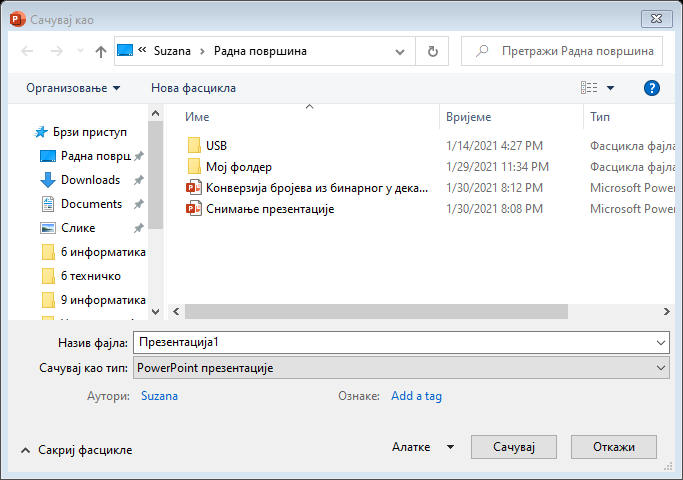 Сачувај као
« Suzana › Радна површина
Претражи Радна површина
Организовање
Нова фасцикла
Име
Вријеме
Тип
Брзи приступ
Радна површ
Downloads
Documents
Слике
6 информатика
6 техничко
9 информатика
USB 1/14/2021 4:27 PM Фасцикла фајла
Мој фолдер 1/29/2021 11:34 PM Фасцикла фајла
Конверзија бројева из бинарног у дека... 1/30/2021 8:12 PM Microsoft Power
Снимање презентације 1/30/2021 8:08 PM Microsoft Power
Назив фајла: Презентација1
Сачувај као тип: PowerPoint презентације
Аутори: Suzana Ознаке: Add a tag
Сакриј фасцикле
Алатке
Сачувај
Откажи